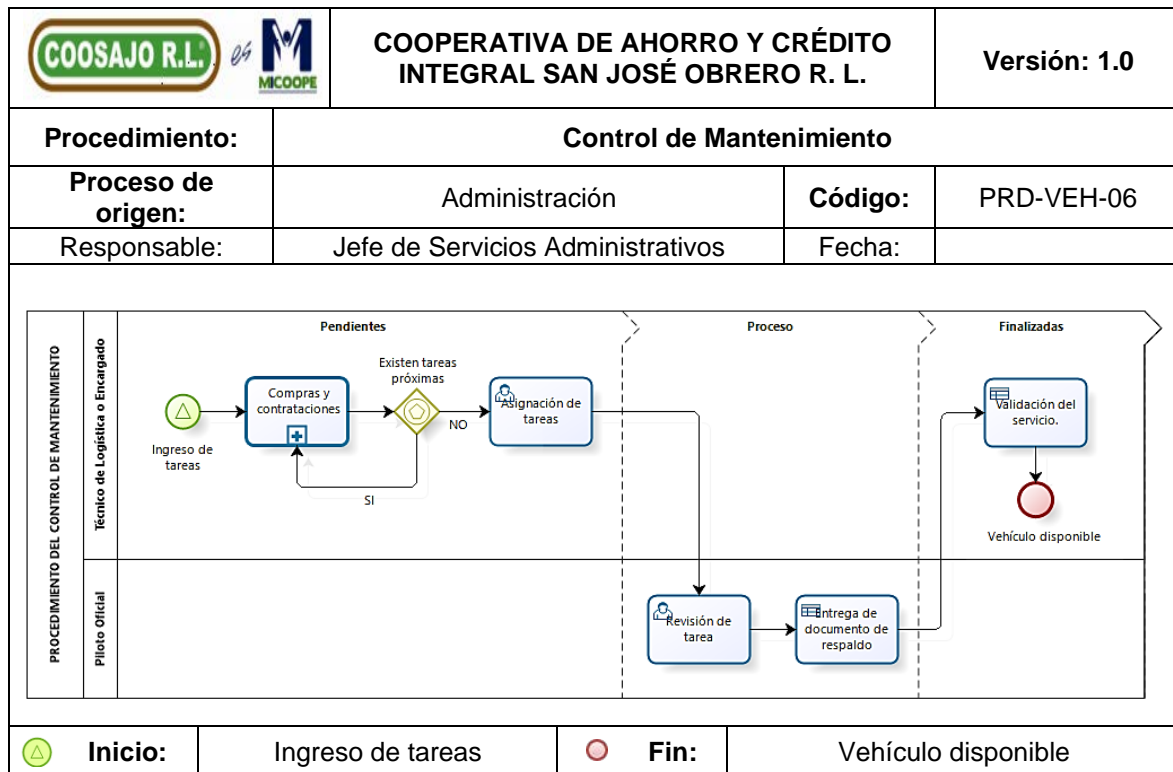 COOSAJO R.L. es MICOOPE
COOPERATIVA DE AHORRO Y CRÉDITO
INTEGRAL SAN JOSÉ OBRERO R. L.
Versión: 1.0
Procedimiento:
Control de Mantenimiento
Proceso de
origen:
Administración
Código:
PRD-VEH-06
Responsable:
Jefe de Servicios Administrativos
Fecha:
PROCEDIMIENTO DEL CONTROL DE MANTENIMIENTO
Técnico de Logística o Encargado
Pendientes
Proceso
Finalizadas
Ingreso de
tareas
Compras y
contrataciones
Existen tareas
próximas
NO
SI
Asignación de
tareas
Validación del
servicio.
Vehículo disponible
Piloto Oficial
Revisión de
tarea
Entrega de
documento de
respaldo
Inicio:
Ingreso de tareas
Fin:
Vehículo disponible